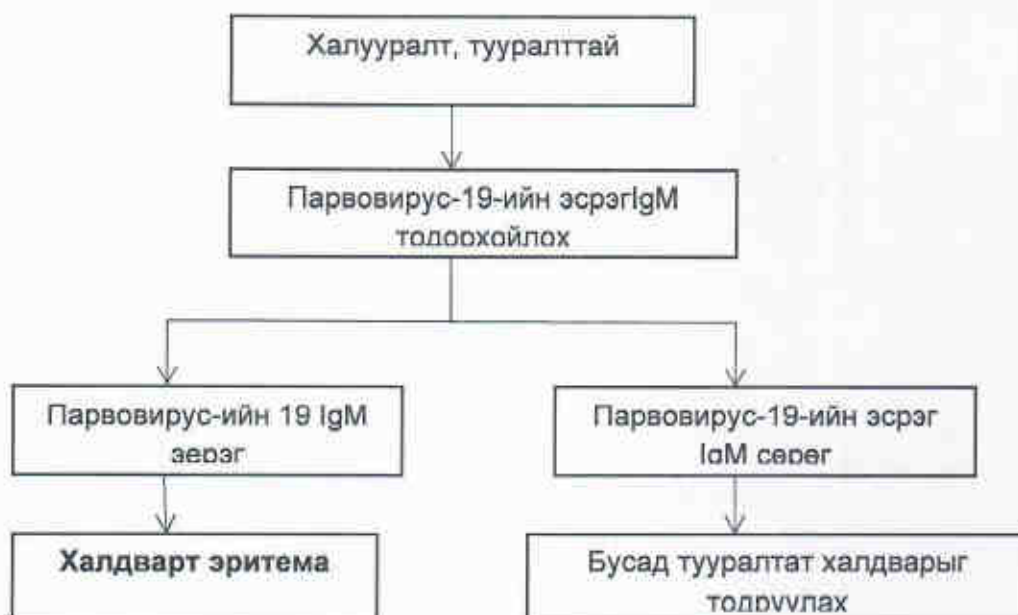 Халууралт, тууралттай
Парвовирус-19-ийн эсрэгIgM
тодорхойлох
Парвовирус-ийн 19 IgM
эерэг
Парвовирус-19-ийн эсрэг
IgM сөрөг
Халдварт эритема
Бусад тууралтат халдварыг
тодруулах